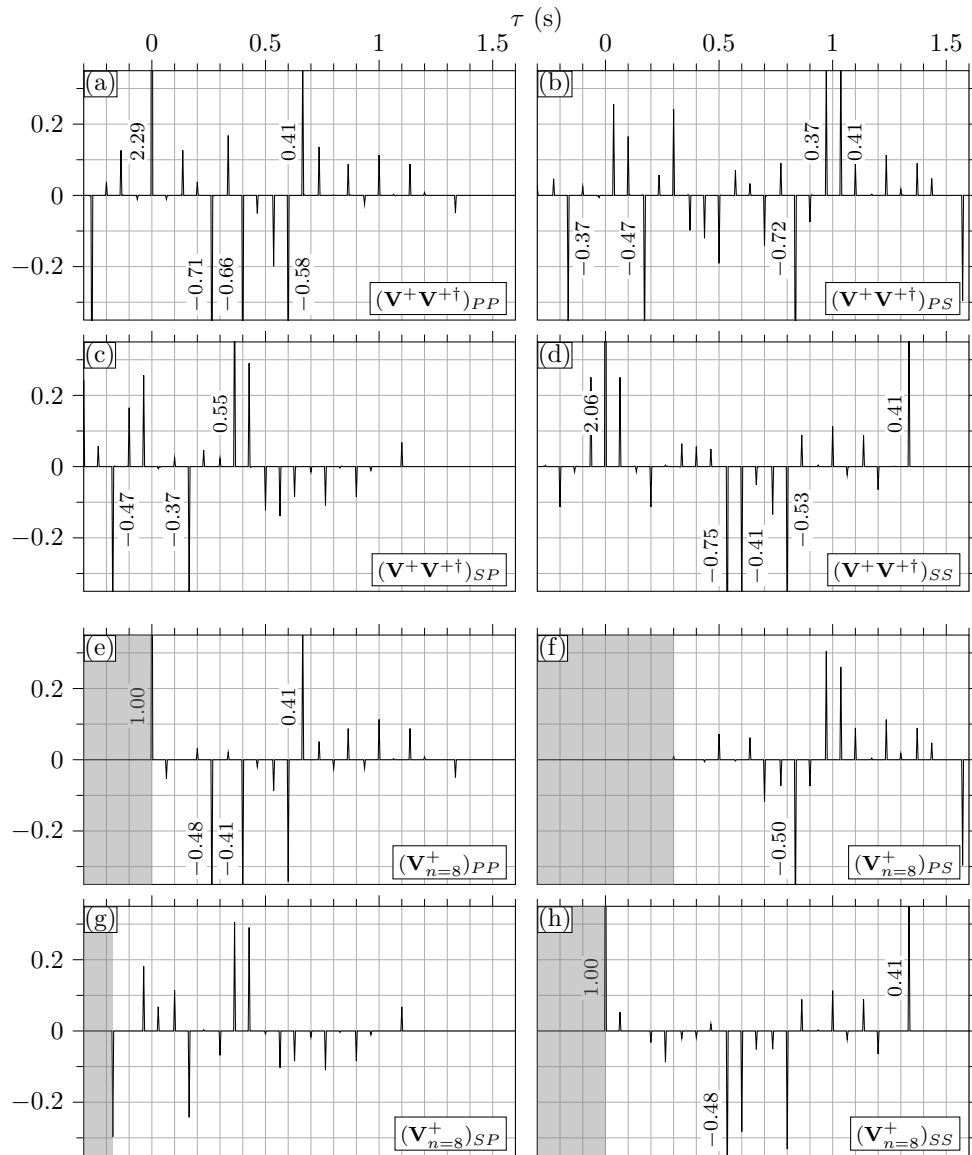 τ (s)
0 0.5 1 1.5 0 0.5 1 1.5
(a) (b)
0.2 2.29 0.41 0.37 0.41
0
−0.2 −0.71 −0.66 −0.58 −0.37 −0.47 −0.72
(V⁺V⁺†)PP (V⁺V⁺†)PS
(c) (d)
0.2 0.55 2.06 0.41
0
−0.2 −0.47 −0.37 −0.75 −0.41 −0.53
(V⁺V⁺†)SP (V⁺V⁺†)SS
(e) (f)
0.2 1.00 0.41
0
−0.2 −0.48 −0.41 −0.50
(V⁺n=8)PP (V⁺n=8)PS
(g) (h)
0.2 1.00 0.41
0
−0.2 −0.48
(V⁺n=8)SP (V⁺n=8)SS